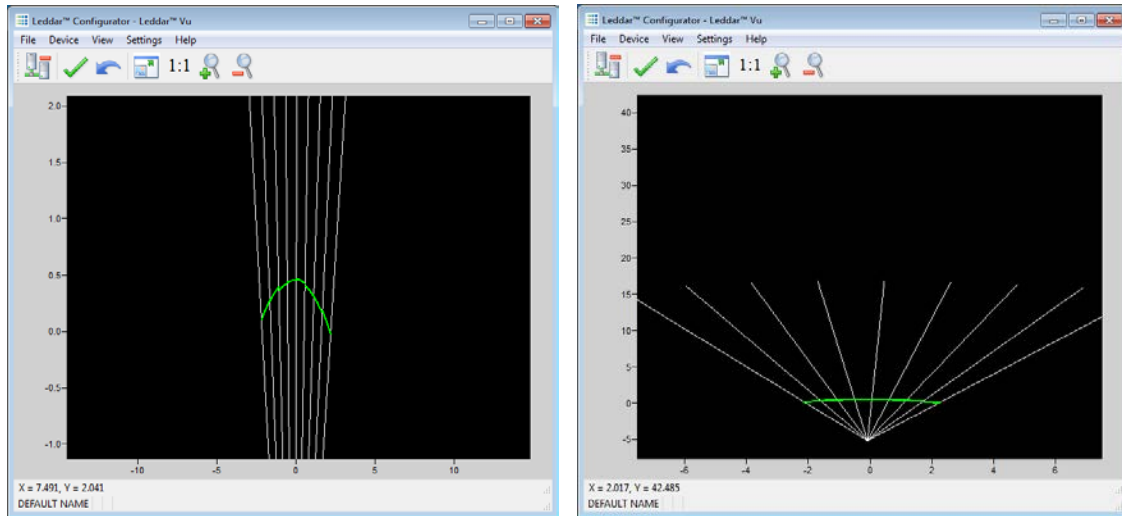 Leddar™ Configurator - Leddar™ Vu
File Device View Settings Help
1:1
2.0
1.5
1.0
0.5
0.0
-0.5
-1.0
-10 -5 0 5 10
X = 7.491, Y = 2.041
DEFAULT NAME
Leddar™ Configurator - Leddar™ Vu
File Device View Settings Help
1:1
40
35
30
25
20
15
10
5
0
-5
-6 -4 -2 0 2 4 6
X = 2.017, Y = 42.485
DEFAULT NAME